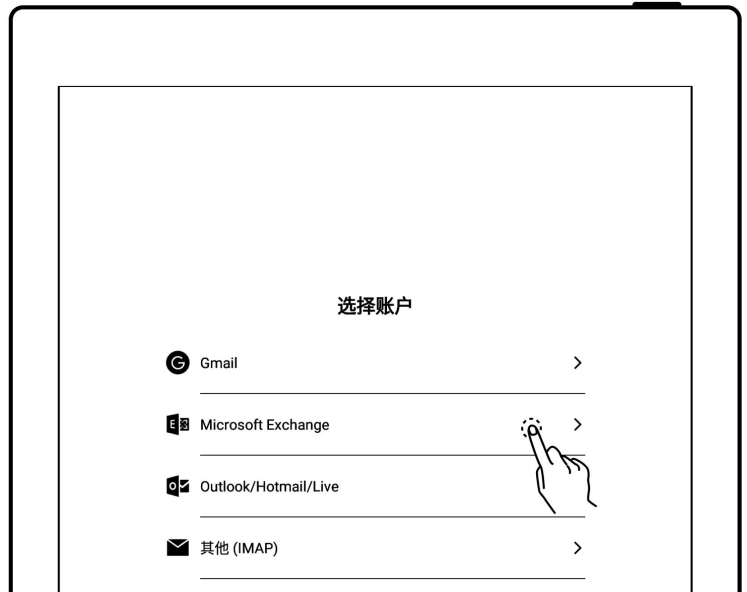 选择账户
Gmail
Microsoft Exchange
Outlook/Hotmail/Live
其他 (IMAP)